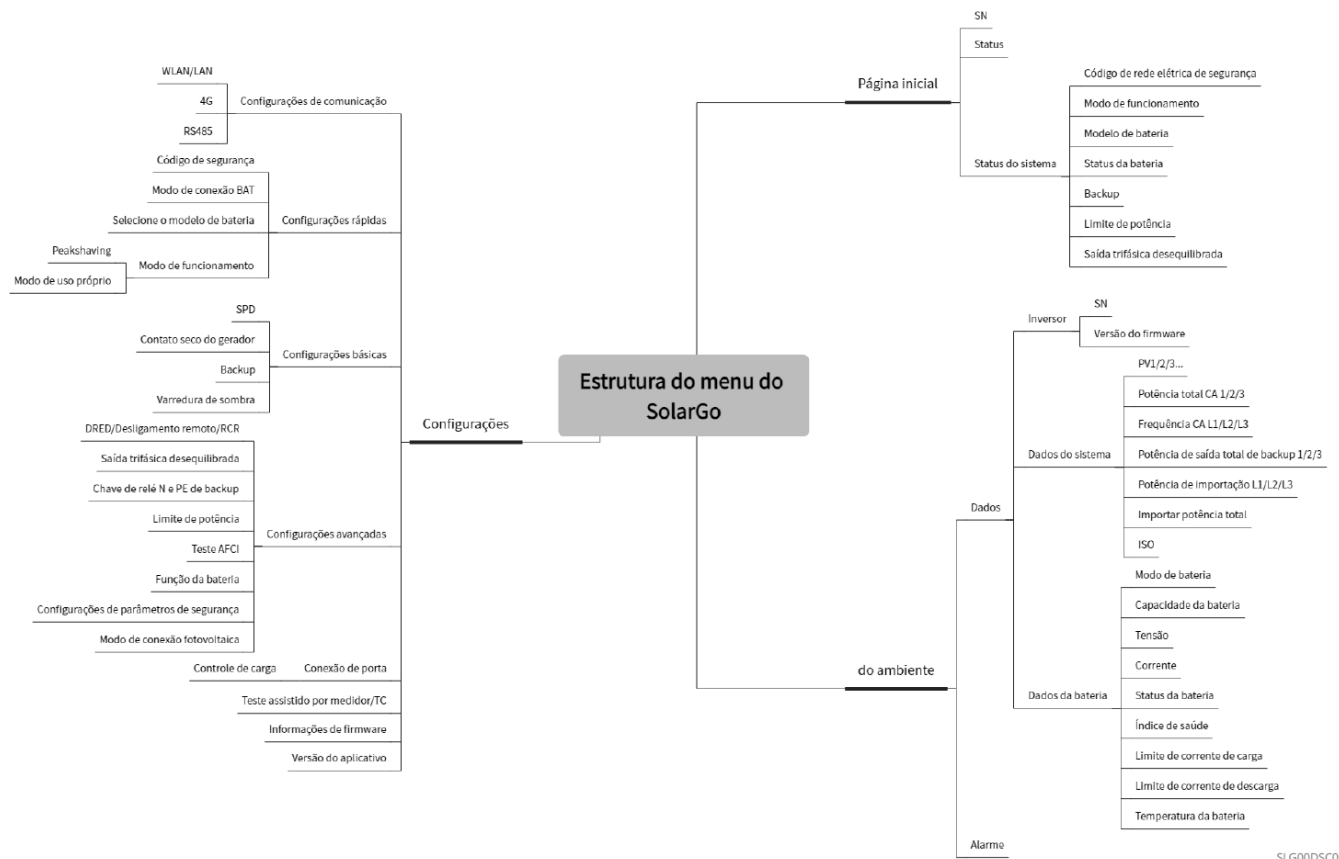 Estrutura do menu do
SolarGo
Página inicial
SN
Status
Status do sistema
Código de rede elétrica de segurança
Modo de funcionamento
Modelo de bateria
Status da bateria
Backup
Limite de potência
Saída trifásica desequilibrada
do ambiente
Dados
Inversor
SN
Versão do firmware
Dados do sistema
PV1/2/3...
Potência total CA 1/2/3
Frequência CA L1/L2/L3
Potência de saída total de backup 1/2/3
Potência de importação L1/L2/L3
Importar potência total
ISO
Dados da bateria
Modo de bateria
Capacidade da bateria
Tensão
Corrente
Status da bateria
Índice de saúde
Limite de corrente de carga
Limite de corrente de descarga
Temperatura da bateria
Alarme
Configurações
Configurações de comunicação
WLAN/LAN
4G
RS485
Configurações rápidas
Código de segurança
Modo de conexão BAT
Selecione o modelo de bateria
Modo de funcionamento
Peakshaving
Modo de uso próprio
Configurações básicas
SPD
Contato seco do gerador
Backup
Varredura de sombra
Configurações avançadas
DRED/Desligamento remoto/RCR
Saída trifásica desequilibrada
Chave de relé N e PE de backup
Limite de potência
Teste AFCI
Função da bateria
Configurações de parâmetros de segurança
Modo de conexão fotovoltaica
Conexão de porta
Controle de carga
Teste assistido por medidor/TC
Informações de firmware
Versão do aplicativo